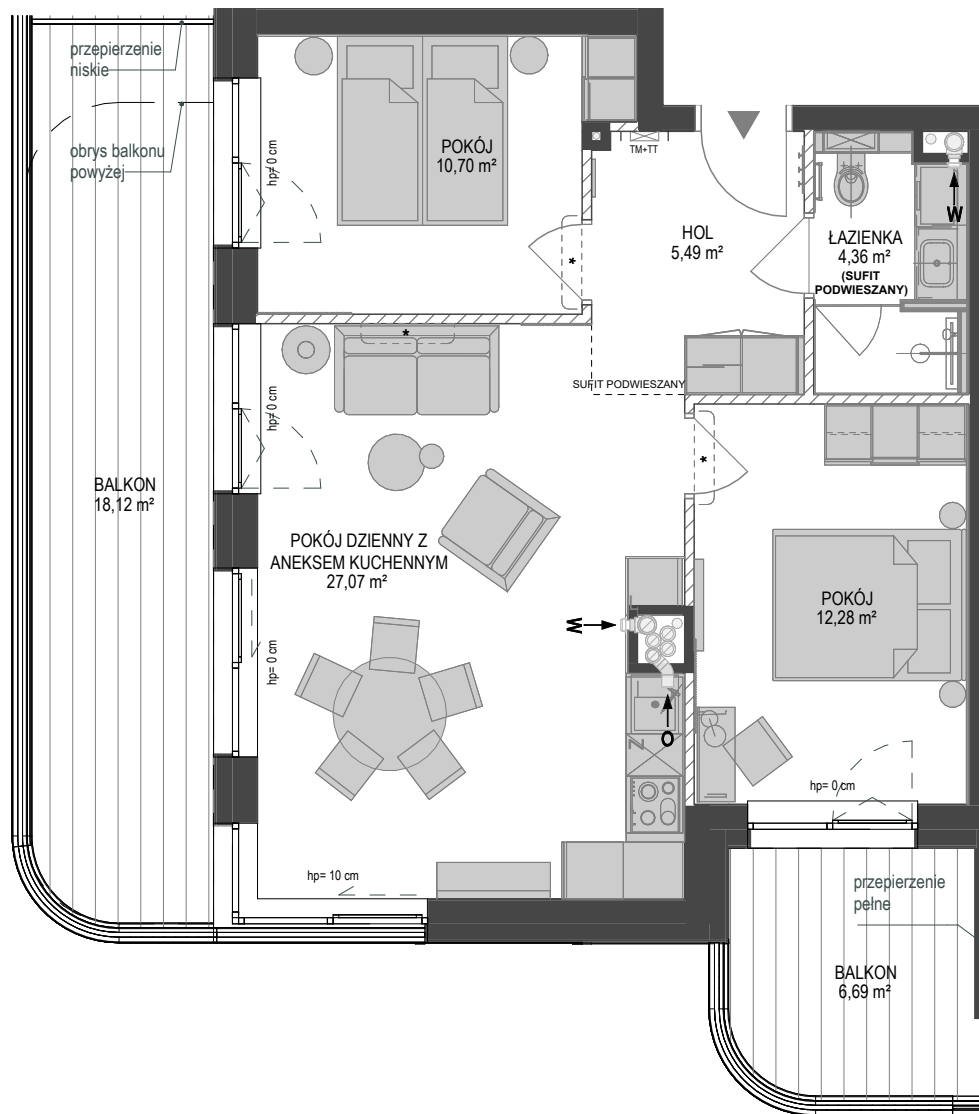 przepierzenie
niskie
obrys balkonu
powyżej
hp= 0 cm
POKÓJ
10,70 m²
*
TM+TT
HOL
5,49 m²
ŁAZIENKA
4,36 m²
(SUFIT
PODWIESZANY)
W
*
SUFIT PODWIESZANY
hp= 0 cm
*
BALKON
18,12 m²
POKÓJ DZIENNY Z
ANEKSEM KUCHENNYM
27,07 m²
hp= 0 cm
W
O
Z
POKÓJ
12,28 m²
hp= 0 cm
hp= 10 cm
przepierzenie
pełne
BALKON
6,69 m²